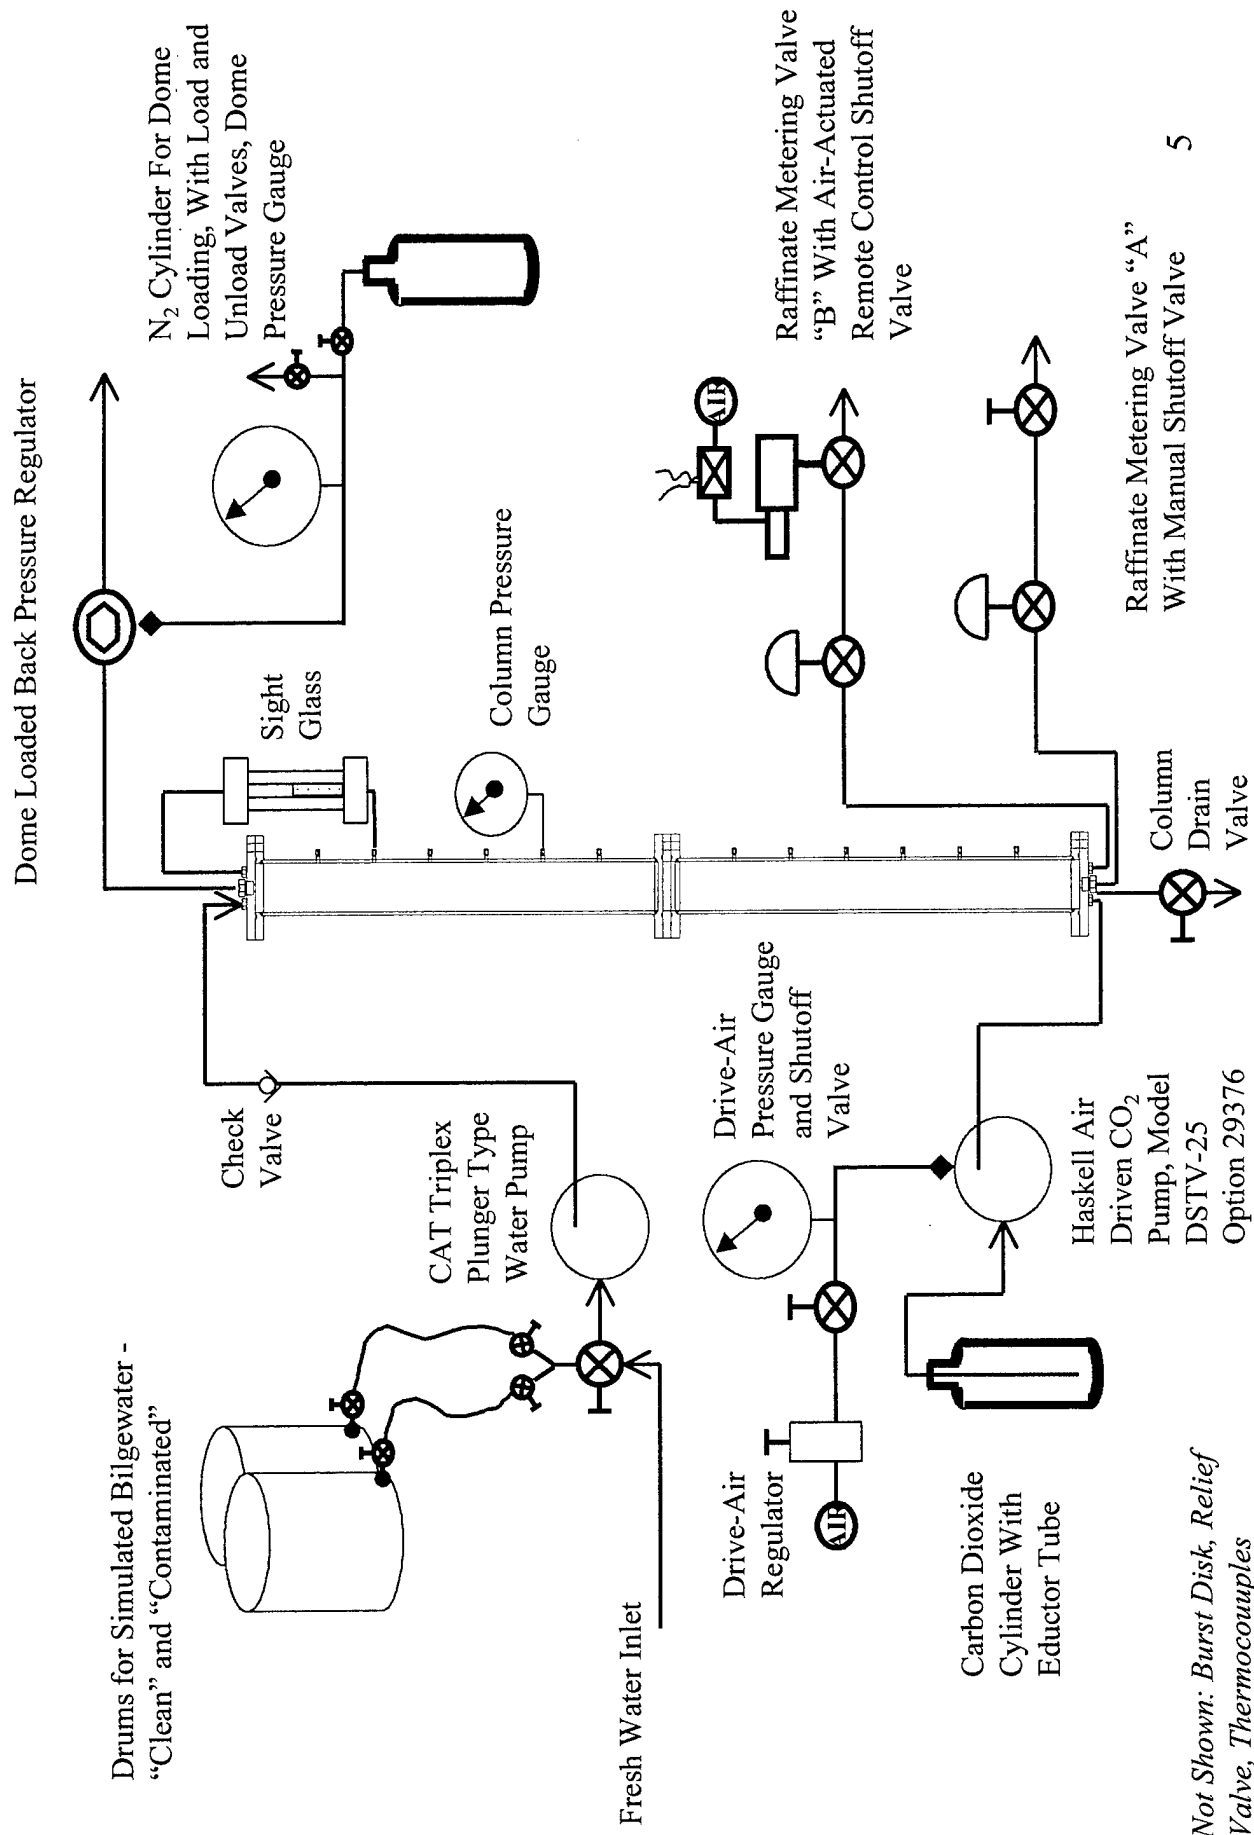 Dome Loaded Back Pressure Regulator
N2 Cylinder For Dome
Loading, With Load and
Unload Valves, Dome
Pressure Gauge
Sight
Glass
Column Pressure
Gauge
Check
Valve
Drums for Simulated Bilgewater -
“Clean” and “Contaminated”
CAT Triplex
Plunger Type
Water Pump
Fresh Water Inlet
AIR
Raffinate Metering Valve
“B” With Air-Actuated
Remote Control Shutoff
Valve
Drive-Air
Pressure Gauge
and Shutoff
Valve
Drive-Air
Regulator
AIR
Raffinate Metering Valve “A”
With Manual Shutoff Valve
Column
Drain
Valve
Haskell Air
Driven CO2
Pump, Model
DSTV-25
Option 29376
Carbon Dioxide
Cylinder With
Eductor Tube
Not Shown: Burst Disk, Relief
Valve, Thermocouuples
5